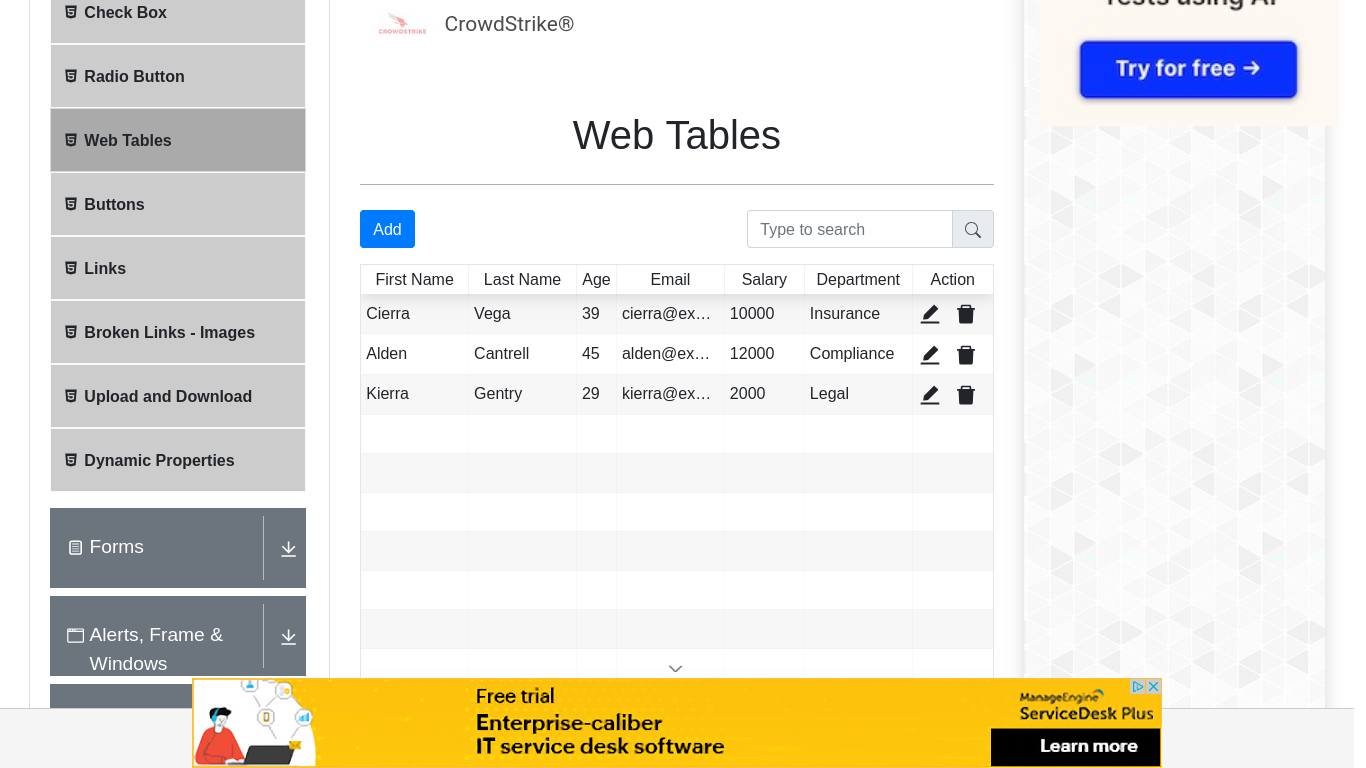 Check Box
Radio Button
Web Tables
Buttons
Links
Broken Links - Images
Upload and Download
Dynamic Properties
Forms
Alerts, Frame &
Windows
CROWDSTRIKE
CrowdStrike®
Web Tables
Add
Type to search
First Name Last Name Age Email Salary Department Action
Cierra Vega 39 cierra@ex… 10000 Insurance
Alden Cantrell 45 alden@ex… 12000 Compliance
Kierra Gentry 29 kierra@ex… 2000 Legal
Tests using AI
Try for free →
Free trial
Enterprise-caliber
IT service desk software
ManageEngine
ServiceDesk Plus
Learn more